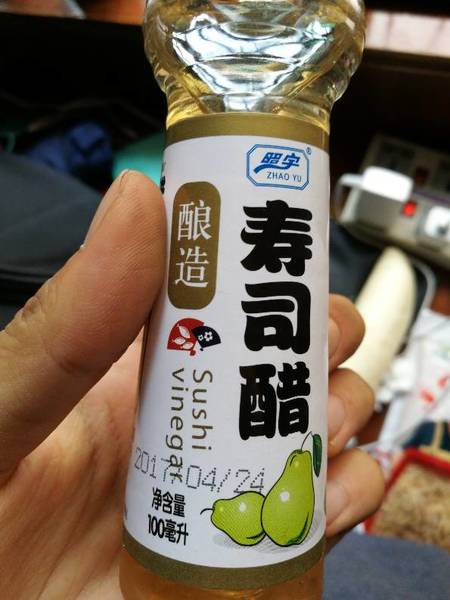 照宇®
ZHAO YU
寿司醋
酿造
Sushi
vinegar
2017/04/24
净含量
100毫升